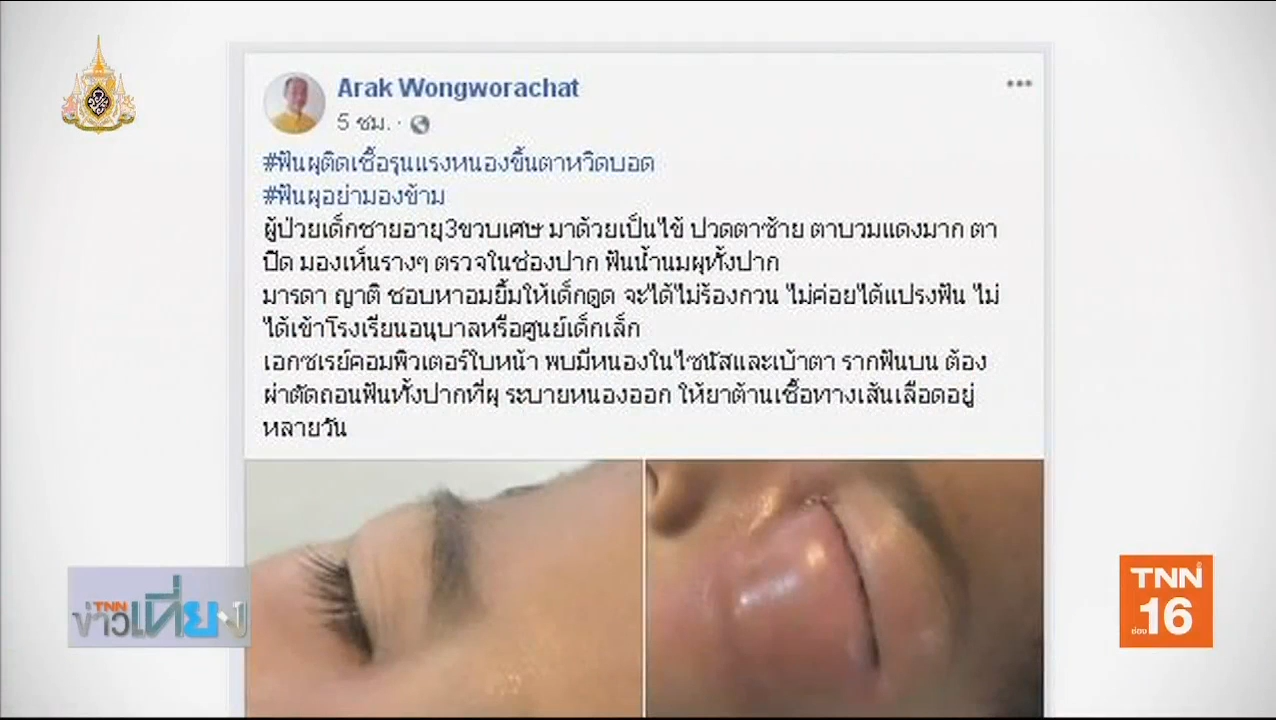 Arak Wongworachat
5 ชม. ·
#ฟันผุติดเชื้อรุนแรงหนองขึ้นตาหวิดบอด
#ฟันผุอย่ามองข้าม
ผู้ป่วยเด็กชายอายุ3ขวบเศษ มาด้วยเป็นไข้ ปวดตาซ้าย ตาบวมแดงมาก ตา
ปิด มองเห็นรางๆ ตรวจในช่องปาก ฟันน้ำนมผุทั้งปาก
มารดา ญาติ ชอบหาอมยิ้มให้เด็กดูด จะได้ไม่ร้องกวน ไม่ค่อยได้แปรงฟัน ไม่
ได้เข้าโรงเรียนอนุบาลหรือศูนย์เด็กเล็ก
เอกซเรย์คอมพิวเตอร์ใบหน้า พบมีหนองในไซนัสและเบ้าตา รากฟันบน ต้อง
ผ่าตัดถอนฟันทั้งปากที่ผุ ระบายหนองออก ให้ยาต้านเชื้อทางเส้นเลือดอยู่
หลายวัน
TNN
ข่าวเที่ยง
TNN
ช่อง 16